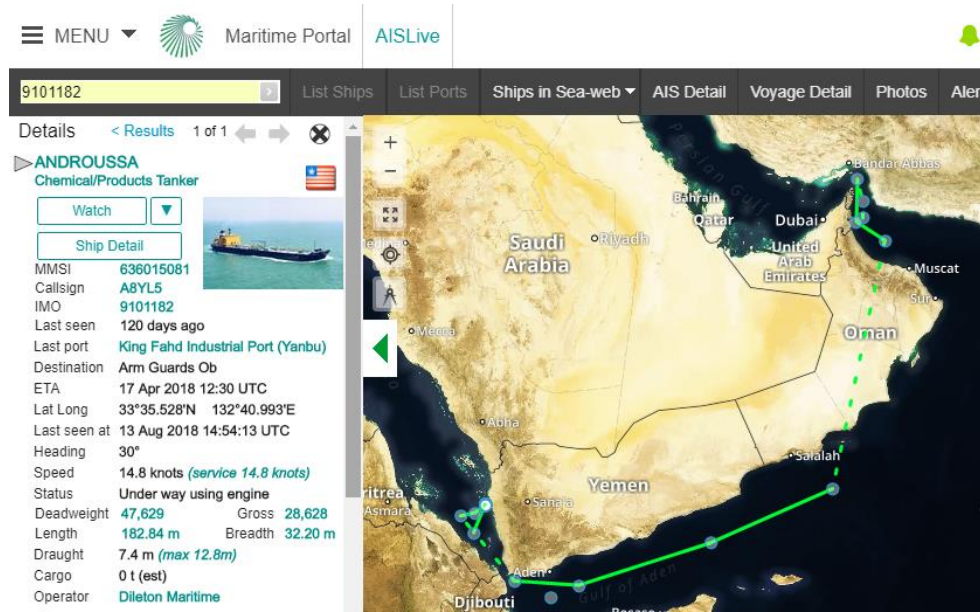 MENU
Maritime Portal
AISLive
9101182
List Ships
List Ports
Ships in Sea-web
AIS Detail
Voyage Detail
Photos
Aler
Details
< Results
1 of 1
ANDROUSSA
Chemical/Products Tanker
Watch
Ship Detail
MMSI 636015081
Callsign A8YL5
IMO 9101182
Last seen 120 days ago
Last port King Fahd Industrial Port (Yanbu)
Destination Arm Guards Ob
ETA 17 Apr 2018 12:30 UTC
Lat Long 33°35.528'N 132°40.993'E
Last seen at 13 Aug 2018 14:54:13 UTC
Heading 30°
Speed 14.8 knots (service 14.8 knots)
Status Under way using engine
Deadweight 47,629 Gross 28,628
Length 182.84 m Breadth 32.20 m
Draught 7.4 m (max 12.8m)
Cargo 0 t (est)
Operator Dileton Maritime
+
−
Persian Gulf
Bandar Abbas
Bahrain
Qatar
Dubai
United
Arab
Emirates
Saudi
Arabia
Riyadh
Muscat
Sur
Mecca
Oman
Abha
Salalah
Yemen
Sanaa
Asmara
Aden
Gulf of Aden
Djibouti